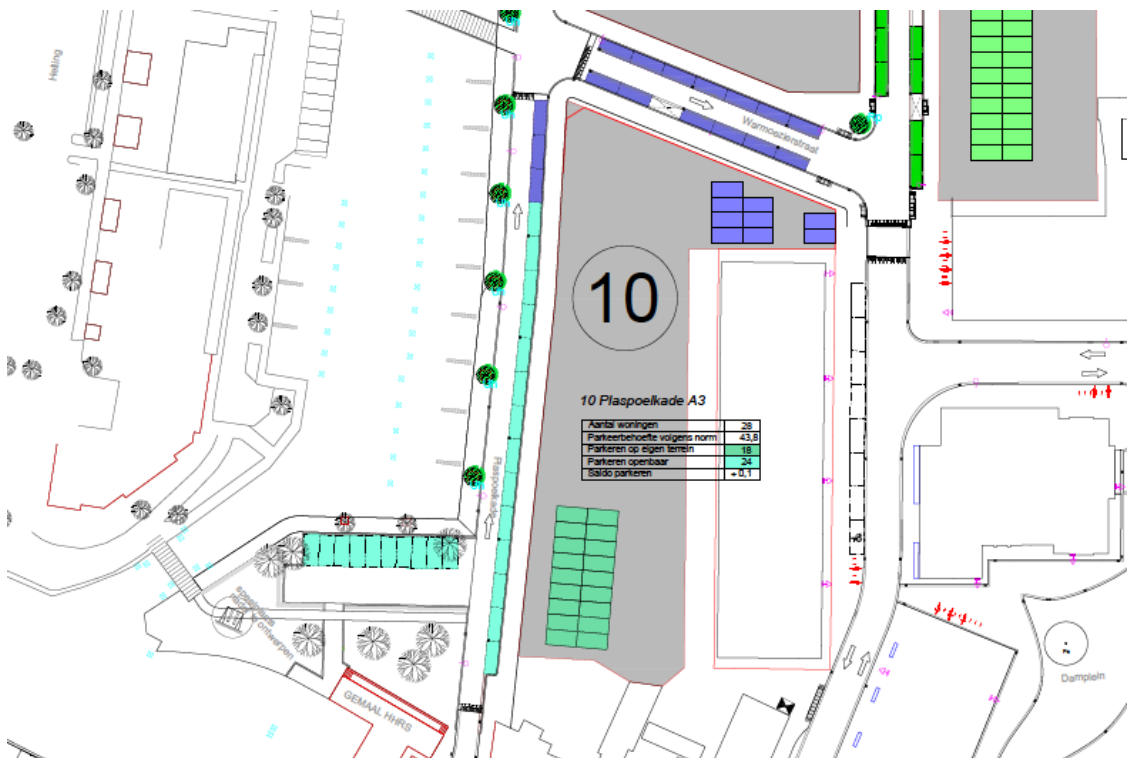 Helling
Warmoezierstraat
10
10 Plaspoelkade A3
Aantal woningen 28
Parkeerbehoefte volgens norm 43,8
Parkeren op eigen terrein 18
Parkeren openbaar 24
Saldo parkeren +0,1
Plaspoelkade
ontwerpen
GEMAAL HHRS
Damplein